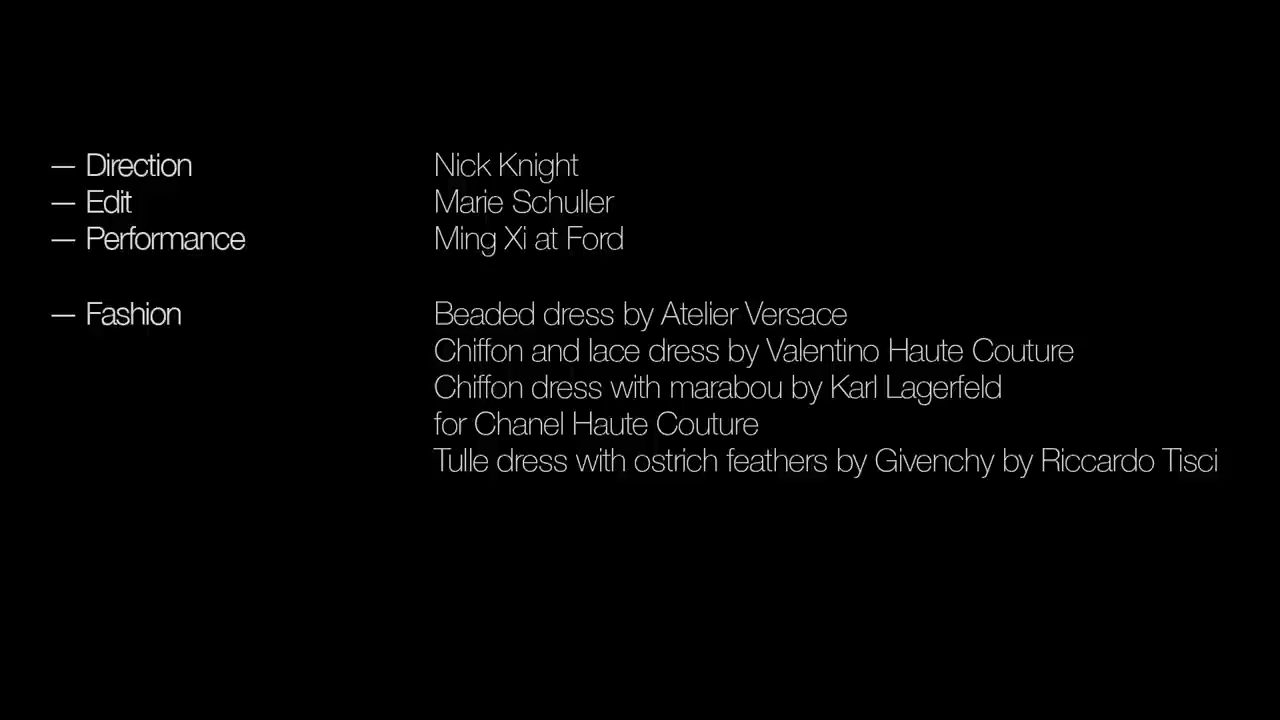 — Direction Nick Knight
— Edit Marie Schuller
— Performance Ming Xi at Ford
— Fashion Beaded dress by Atelier Versace
Chiffon and lace dress by Valentino Haute Couture
Chiffon dress with marabou by Karl Lagerfeld
for Chanel Haute Couture
Tulle dress with ostrich feathers by Givenchy by Riccardo Tisci